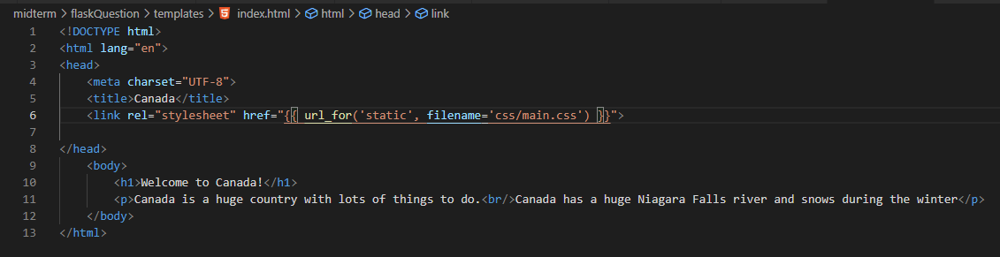 midterm > flaskQuestion > templates > index.html > html > head > link
1 <!DOCTYPE html>
2 <html lang="en">
3 <head>
4 <meta charset="UTF-8">
5 <title>Canada</title>
6 <link rel="stylesheet" href="{{ url_for('static', filename='css/main.css') }}">
7
8 </head>
9 <body>
10 <h1>Welcome to Canada!</h1>
11 <p>Canada is a huge country with lots of things to do.<br/>Canada has a huge Niagara Falls river and snows during the winter</p>
12 </body>
13 </html>